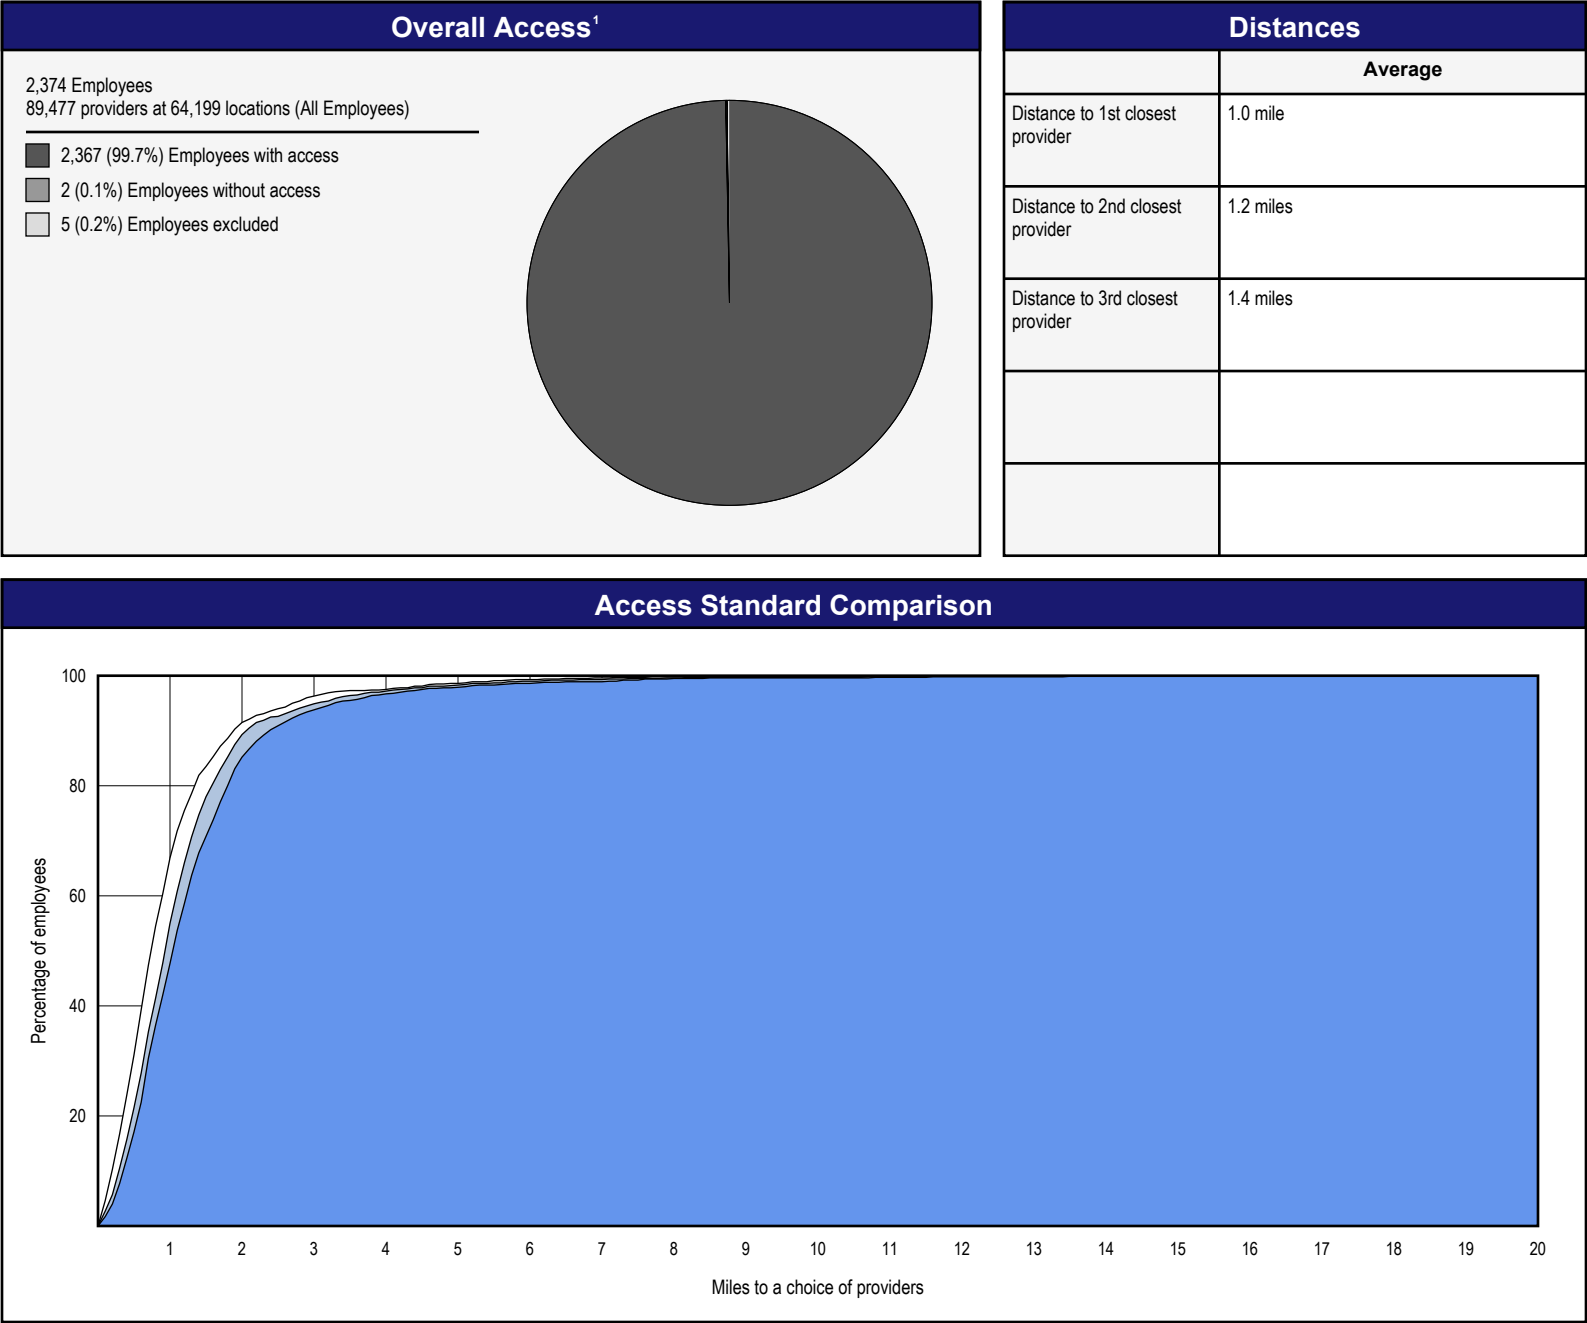 Overall Access¹
2,374 Employees
89,477 providers at 64,199 locations (All Employees)
2,367 (99.7%) Employees with access
2 (0.1%) Employees without access
5 (0.2%) Employees excluded
Distances
Average
Distance to 1st closest
provider
1.0 mile
Distance to 2nd closest
provider
1.2 miles
Distance to 3rd closest
provider
1.4 miles
Access Standard Comparison
100
80
60
40
20
Percentage of employees
1 2 3 4 5 6 7 8 9 10 11 12 13 14 15 16 17 18 19 20
Miles to a choice of providers